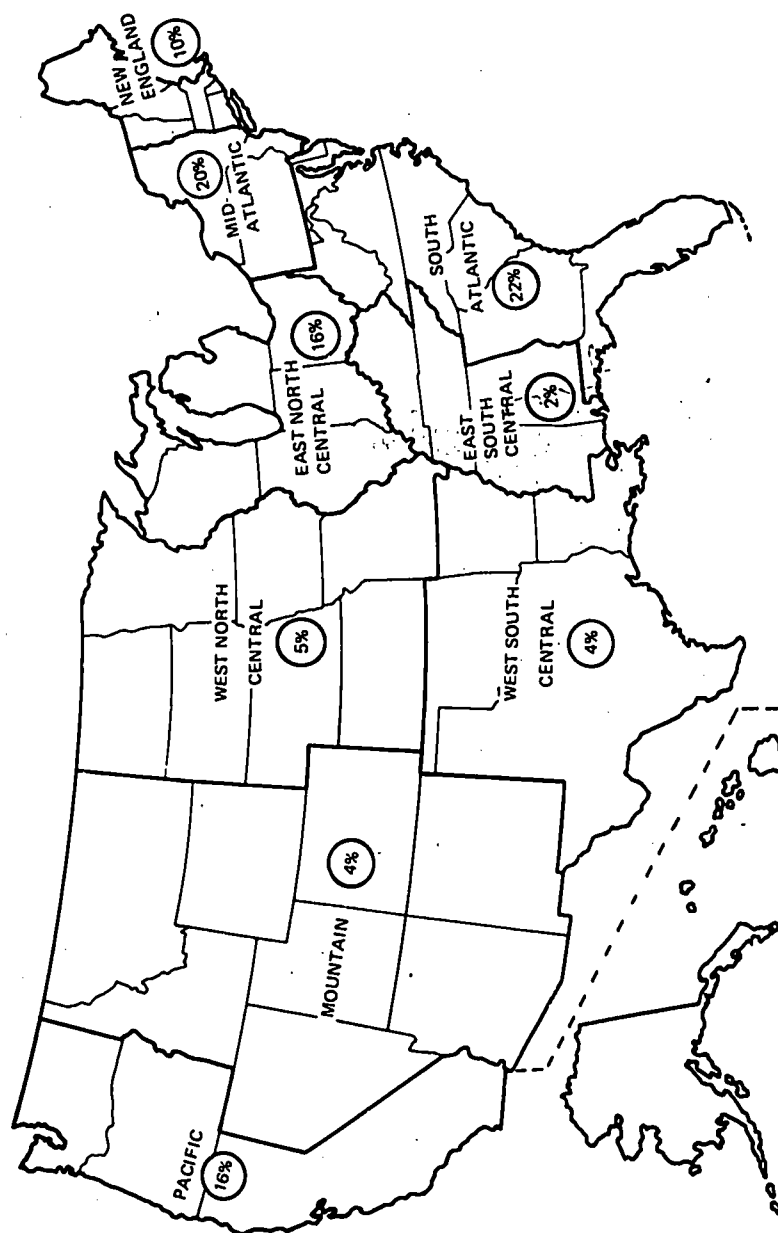 PACIFIC
16%
MOUNTAIN
4%
WEST NORTH
CENTRAL
5%
WEST SOUTH
CENTRAL
4%
EAST NORTH
CENTRAL
16%
EAST
SOUTH
CENTRAL
2%
SOUTH
ATLANTIC
22%
MID-
ATLANTIC
20%
NEW
ENGLAND
10%